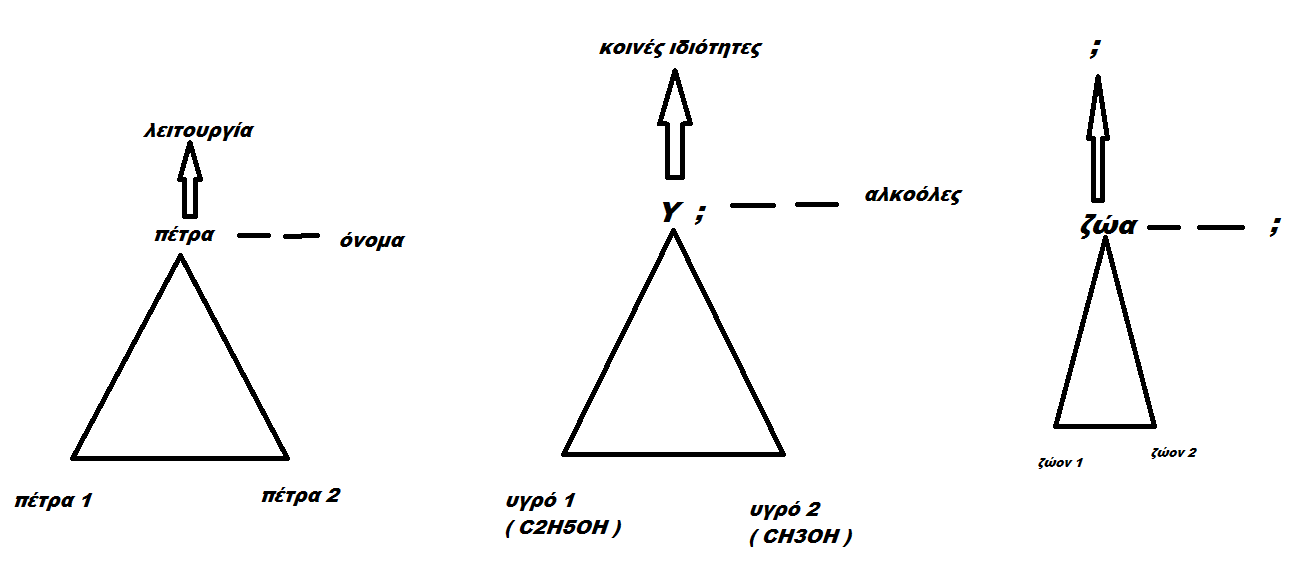 λειτουργία
πέτρα
όνομα
πέτρα 1
πέτρα 2
κοινές ιδιότητες
Υ ;
αλκοόλες
υγρό 1
( C2H5OH )
υγρό 2
( CH3OH )
;
ζώα
;
ζώον 1
ζώον 2